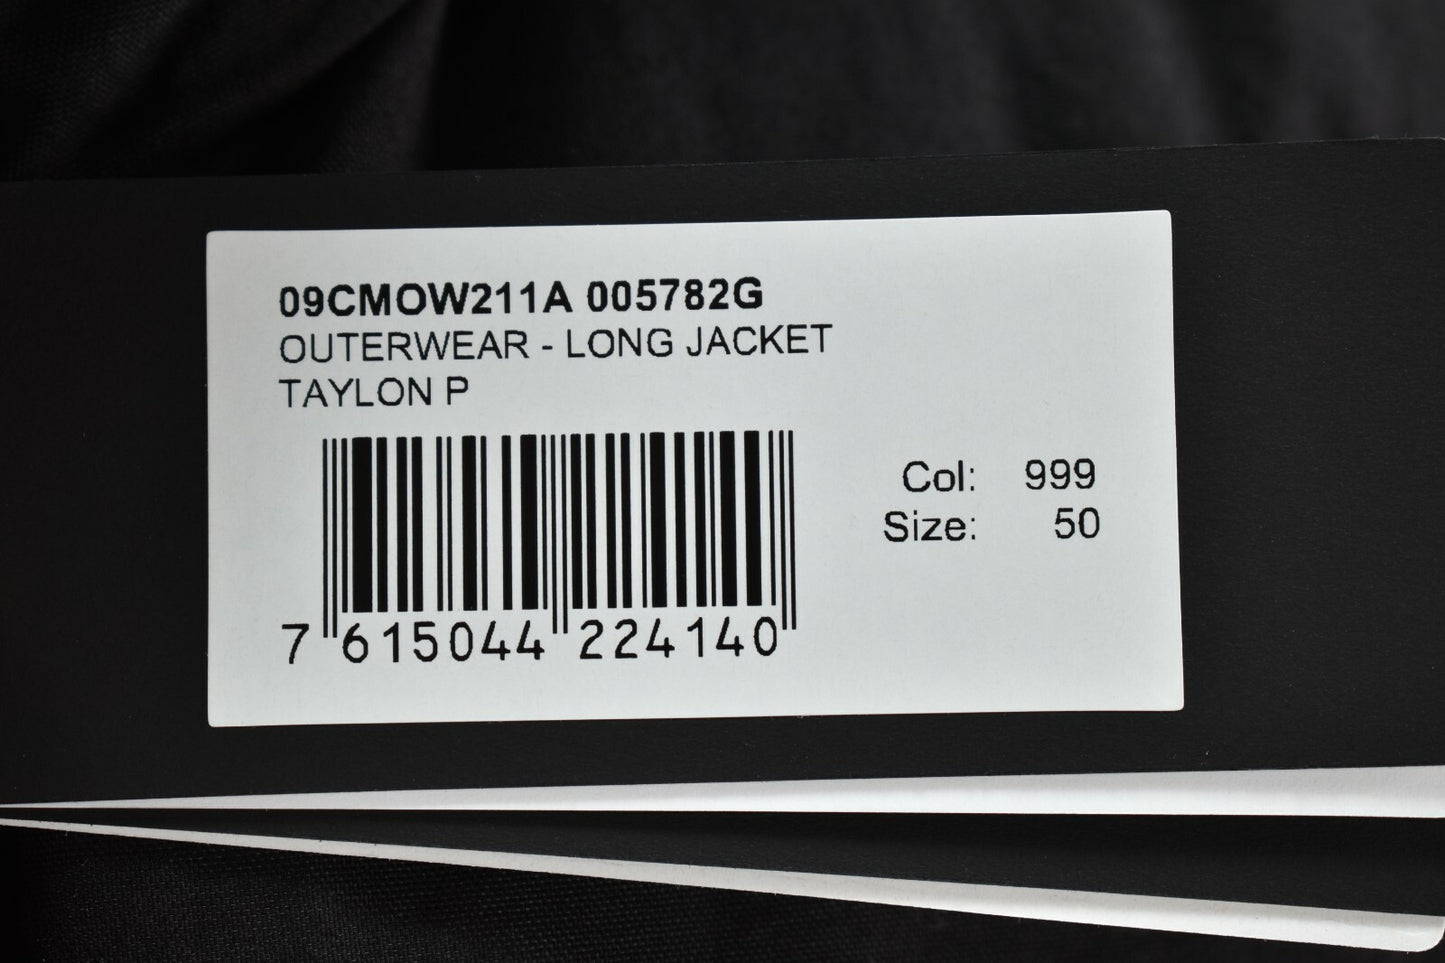 09CMOW211A 005782G
OUTERWEAR - LONG JACKET
TAYLON P
Col: 999
Size: 50
7 615044 224140